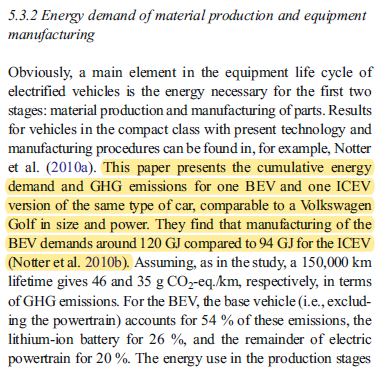 5.3.2 Energy demand of material production and equipment
manufacturing
Obviously, a main element in the equipment life cycle of
electrified vehicles is the energy necessary for the first two
stages: material production and manufacturing of parts. Results
for vehicles in the compact class with present technology and
manufacturing procedures can be found in, for example, Notter
et al. (2010a). This paper presents the cumulative energy
demand and GHG emissions for one BEV and one ICEV
version of the same type of car, comparable to a Volkswagen
Golf in size and power. They find that manufacturing of the
BEV demands around 120 GJ compared to 94 GJ for the ICEV
(Notter et al. 2010b). Assuming, as in the study, a 150,000 km
lifetime gives 46 and 35 g CO₂-eq./km, respectively, in terms
of GHG emissions. For the BEV, the base vehicle (i.e., exclud-
ing the powertrain) accounts for 54 % of these emissions, the
lithium-ion battery for 26 %, and the remainder of electric
powertrain for 20 %. The energy use in the production stages